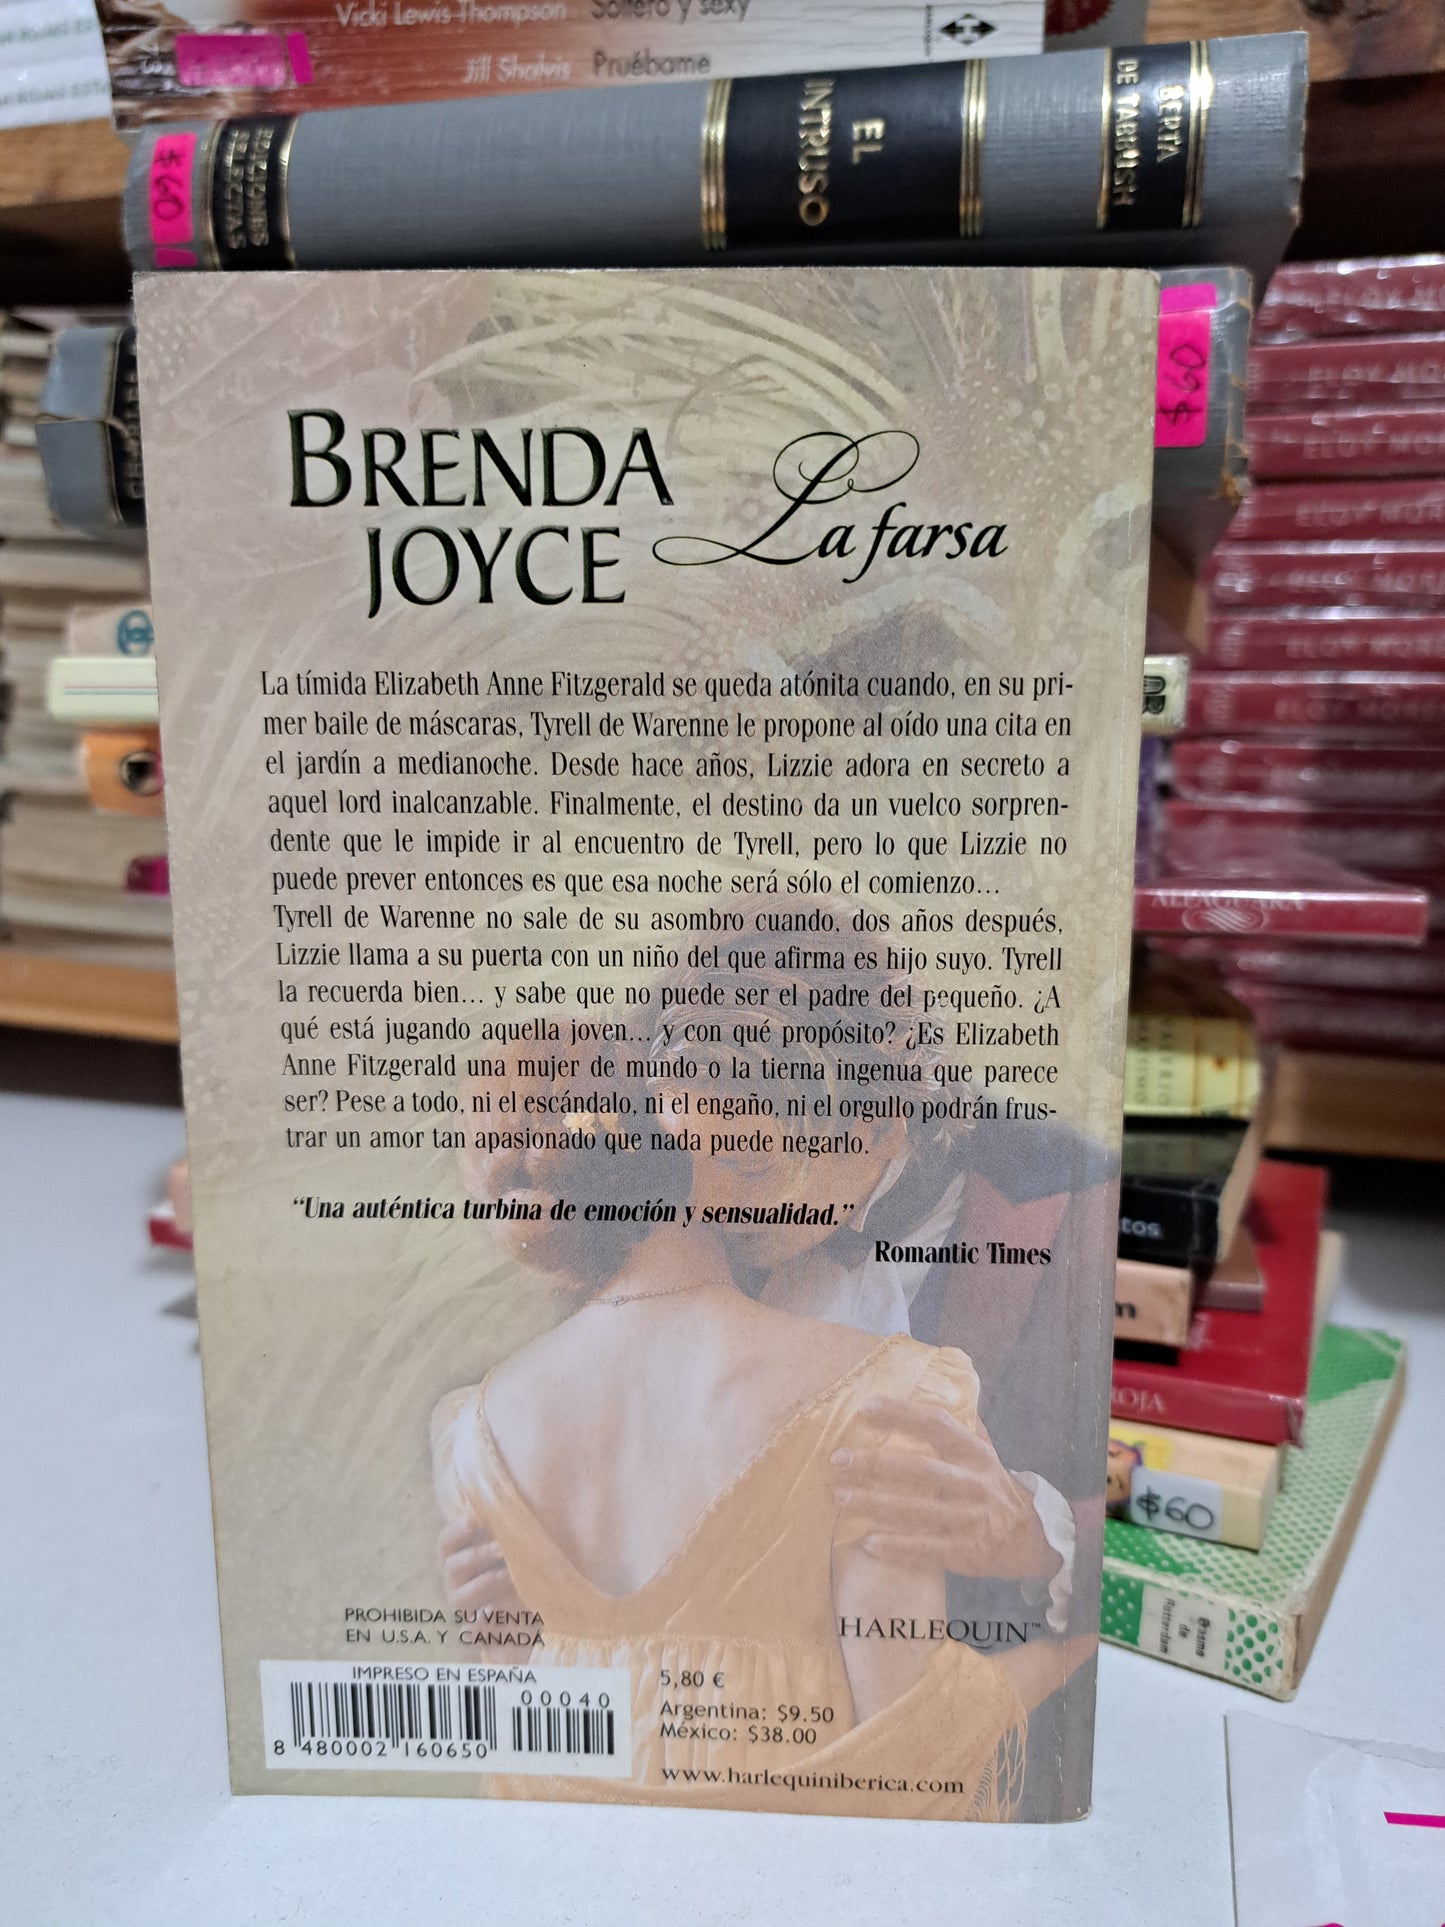 Vicki Lewis Thompson Soltero y sexy
Jill Shalvis Pruébame
$60
EL
INTRUSO
BERTA
DE TABBUSH
$60
BRENDA
JOYCE
La farsa
La tímida Elizabeth Anne Fitzgerald se queda atónita cuando, en su pri-
mer baile de máscaras, Tyrell de Warenne le propone al oído una cita en
el jardín a medianoche. Desde hace años, Lizzie adora en secreto a
aquel lord inalcanzable. Finalmente, el destino da un vuelco sorpren-
dente que le impide ir al encuentro de Tyrell, pero lo que Lizzie no
puede prever entonces es que esa noche será sólo el comienzo...
Tyrell de Warenne no sale de su asombro cuando, dos años después,
Lizzie llama a su puerta con un niño del que afirma es hijo suyo. Tyrell
la recuerda bien... y sabe que no puede ser el padre del pequeño. ¿A
qué está jugando aquella joven... y con qué propósito? ¿Es Elizabeth
Anne Fitzgerald una mujer de mundo o la tierna ingenua que parece
ser? Pese a todo, ni el escándalo, ni el engaño, ni el orgullo podrán frus-
trar un amor tan apasionado que nada puede negarlo.
“Una auténtica turbina de emoción y sensualidad.”
Romantic Times
PROHIBIDA SU VENTA
EN U.S.A. Y CANADÁ
HARLEQUIN™
IMPRESO EN ESPAÑA
00040
8 480002 160650
5,80 €
Argentina: $9.50
México: $38.00
www.harlequiniberica.com
ALFAGUARA
tos
ROJA
$60
Erasmo
de
Rotterdam